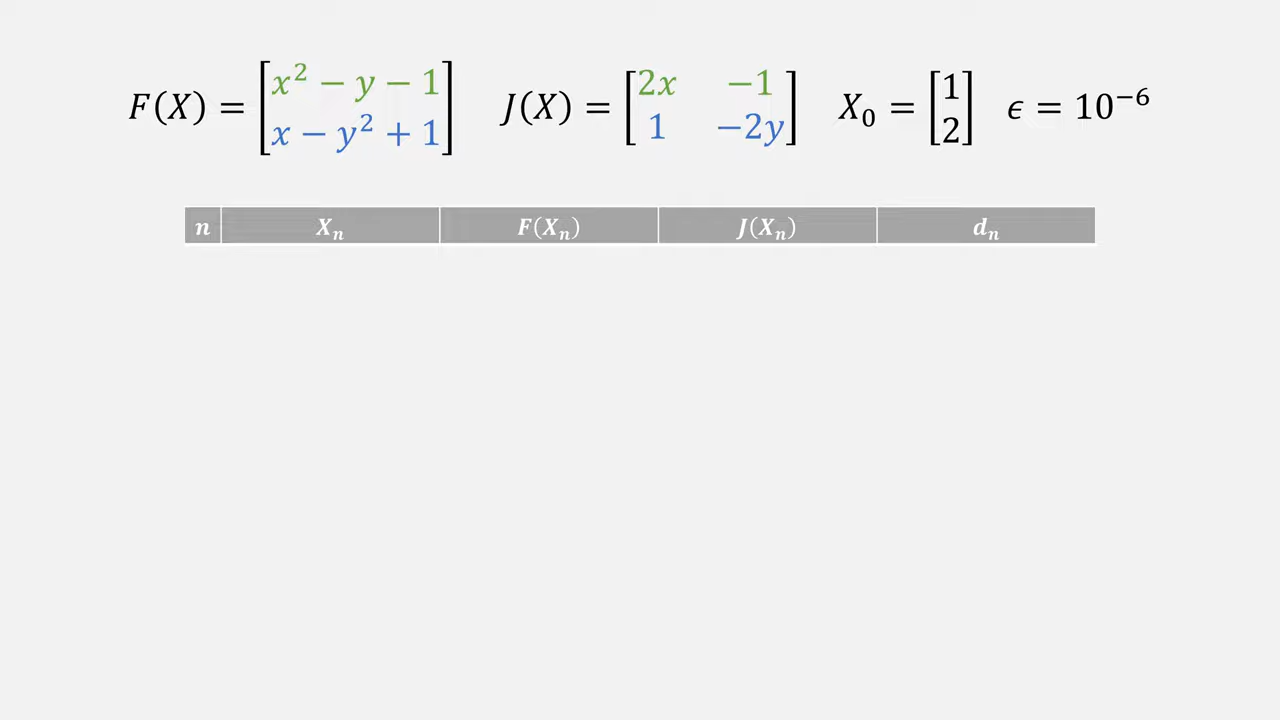 F(X) = [x² − y − 1; x − y² + 1] J(X) = [2x −1; 1 −2y] X₀ = [1; 2] ϵ = 10⁻⁶
n Xₙ F(Xₙ) J(Xₙ) dₙ